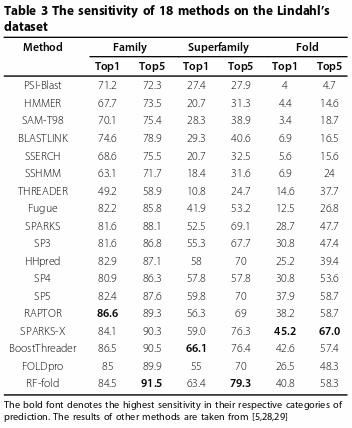 Table 3 The sensitivity of 18 methods on the Lindahl's
dataset
Method Family Superfamily Fold
Top1 Top5 Top1 Top5 Top1 Top5
PSI-Blast 71.2 72.3 27.4 27.9 4 4.7
HMMER 67.7 73.5 20.7 31.3 4.4 14.6
SAM-T98 70.1 75.4 28.3 38.9 3.4 18.7
BLASTLINK 74.6 78.9 29.3 40.6 6.9 16.5
SSERCH 68.6 75.5 20.7 32.5 5.6 15.6
SSHMM 63.1 71.7 18.4 31.6 6.9 24
THREADER 49.2 58.9 10.8 24.7 14.6 37.7
Fugue 82.2 85.8 41.9 53.2 12.5 26.8
SPARKS 81.6 88.1 52.5 69.1 28.7 47.7
SP3 81.6 86.8 55.3 67.7 30.8 47.4
HHpred 82.9 87.1 58 70 25.2 39.4
SP4 80.9 86.3 57.8 57.8 30.8 53.6
SP5 82.4 87.6 59.8 70 37.9 58.7
RAPTOR 86.6 89.3 56.3 69 38.2 58.7
SPARKS-X 84.1 90.3 59.0 76.3 45.2 67.0
BoostThreader 86.5 90.5 66.1 76.4 42.6 57.4
FOLDpro 85 89.9 55 70 26.5 48.3
RF-fold 84.5 91.5 63.4 79.3 40.8 58.3
The bold font denotes the highest sensitivity in their respective categories of
prediction. The results of other methods are taken from [5,28,29]